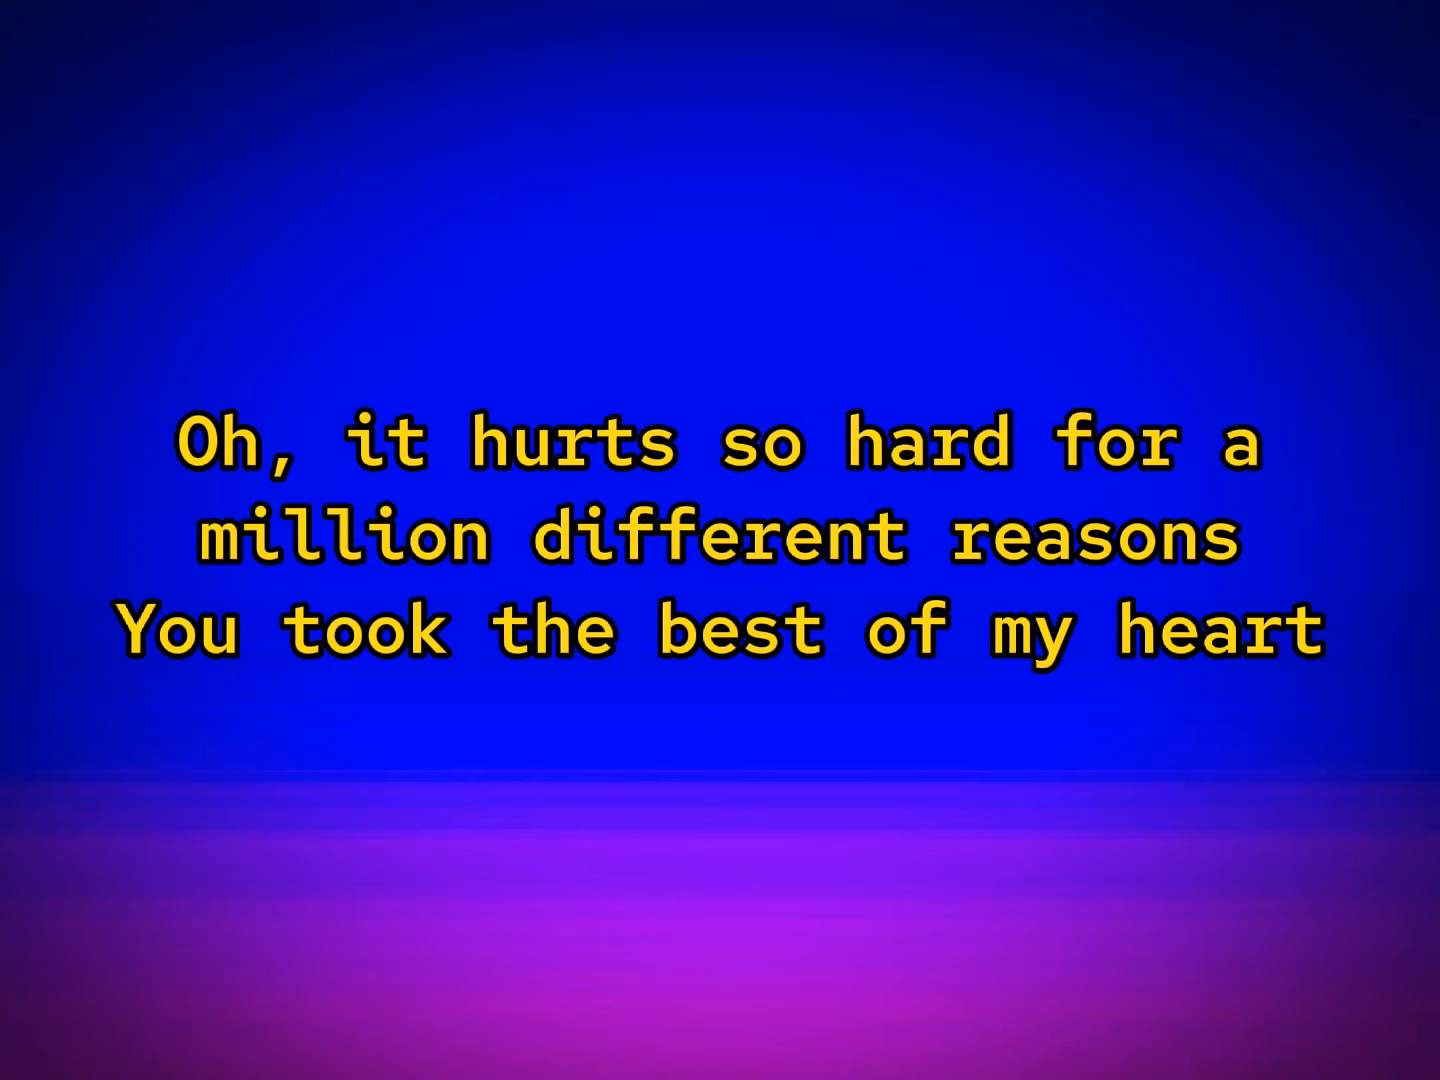 Oh, it hurts so hard for a
million different reasons
You took the best of my heart